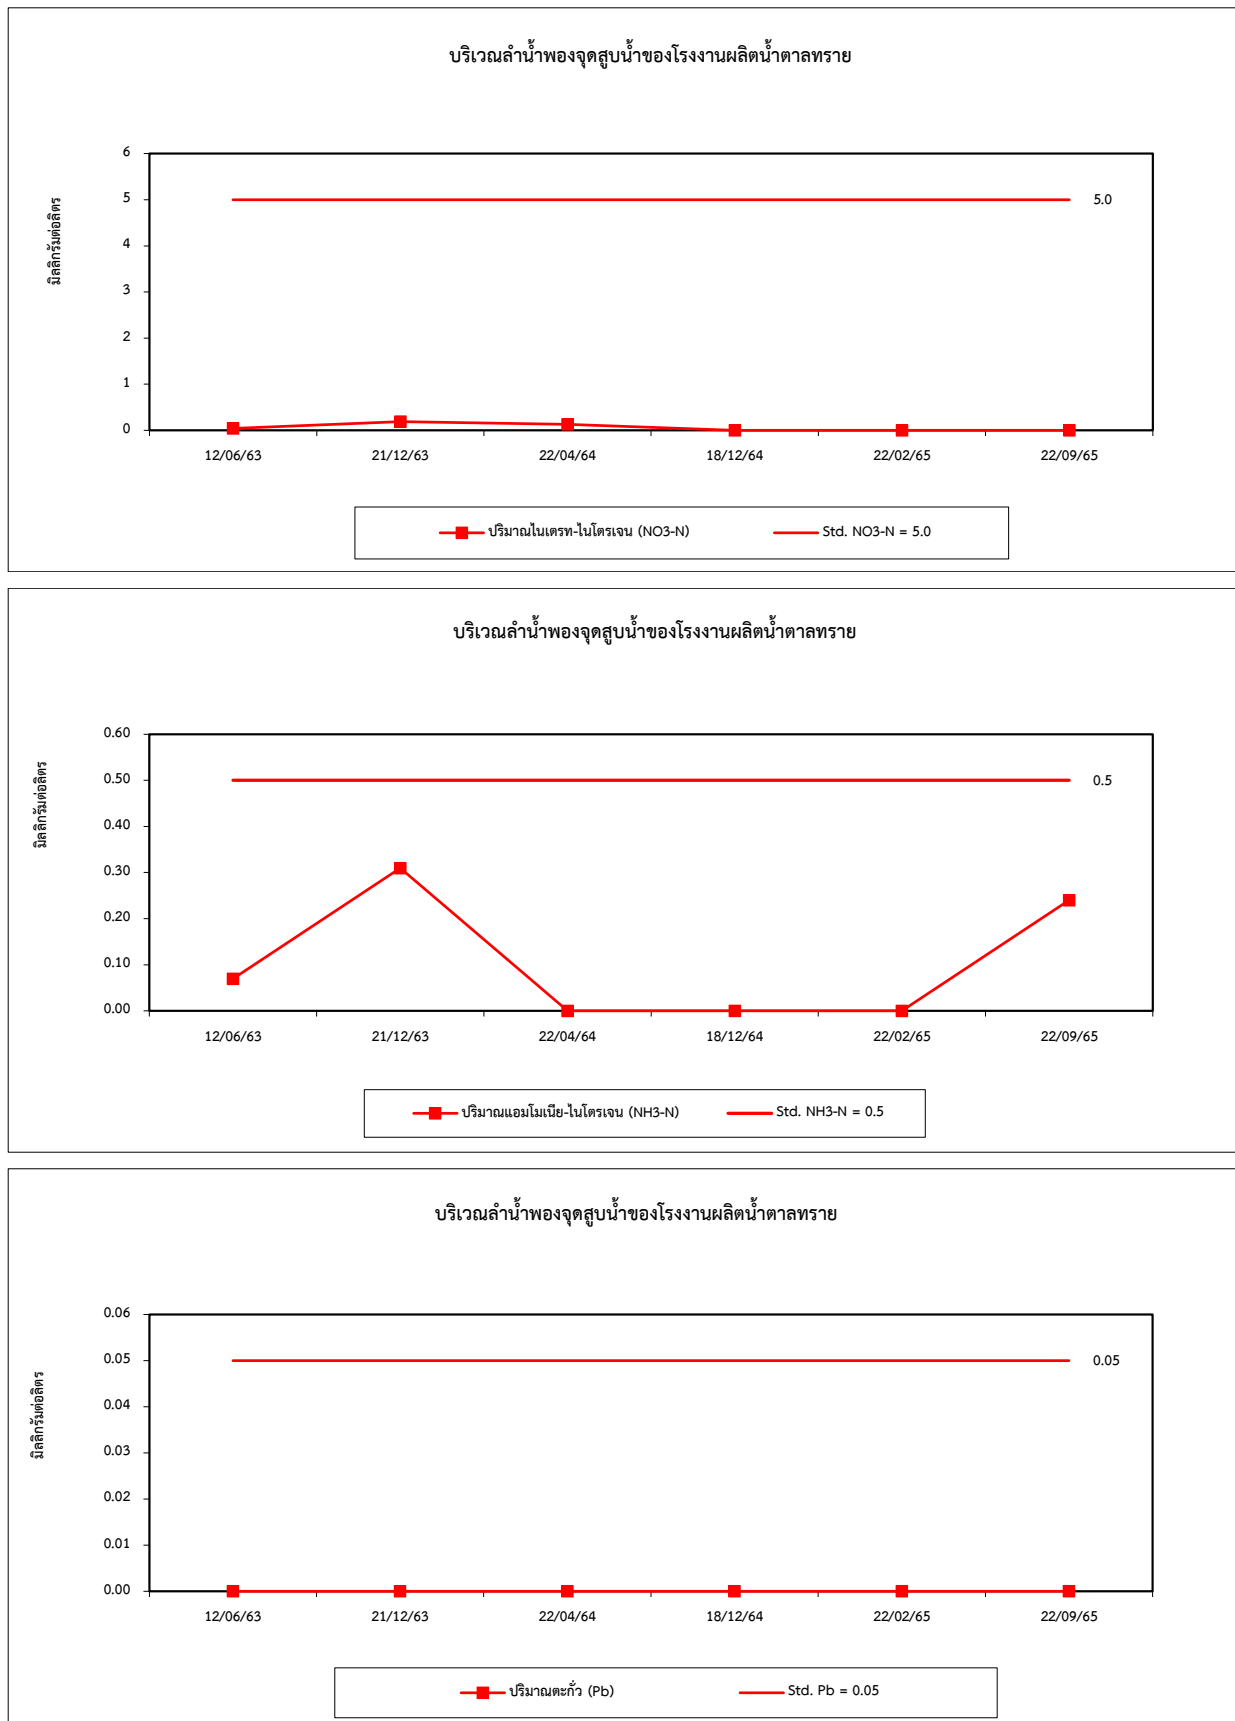 บริเวณลำน้ำพองจุดสูบน้ำของโรงงานผลิตน้ำตาลทราย
มิลลิกรัมต่อลิตร
6
5
4
3
2
1
0
5.0
12/06/63 21/12/63 22/04/64 18/12/64 22/02/65 22/09/65
ปริมาณไนเตรท-ไนโตรเจน (NO3-N) Std. NO3-N = 5.0
บริเวณลำน้ำพองจุดสูบน้ำของโรงงานผลิตน้ำตาลทราย
มิลลิกรัมต่อลิตร
0.60
0.50
0.40
0.30
0.20
0.10
0.00
0.5
12/06/63 21/12/63 22/04/64 18/12/64 22/02/65 22/09/65
ปริมาณแอมโมเนีย-ไนโตรเจน (NH3-N) Std. NH3-N = 0.5
บริเวณลำน้ำพองจุดสูบน้ำของโรงงานผลิตน้ำตาลทราย
มิลลิกรัมต่อลิตร
0.06
0.05
0.04
0.03
0.02
0.01
0.00
0.05
12/06/63 21/12/63 22/04/64 18/12/64 22/02/65 22/09/65
ปริมาณตะกั่ว (Pb) Std. Pb = 0.05